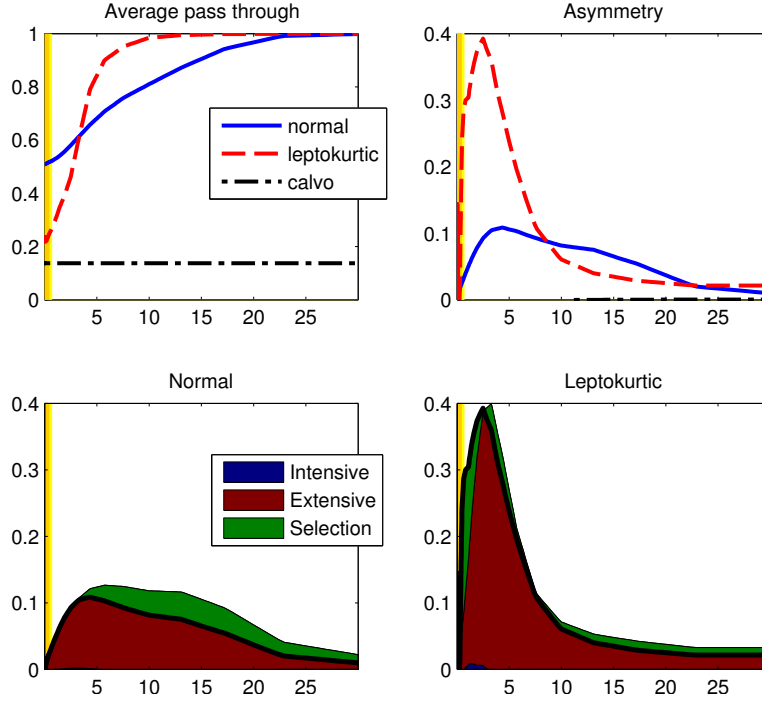 Average pass through
1
0.8
0.6
0.4
0.2
0
5 10 15 20 25
normal
leptokurtic
calvo
Asymmetry
0.4
0.3
0.2
0.1
0
5 10 15 20 25
Normal
0.4
0.3
0.2
0.1
0
5 10 15 20 25
Intensive
Extensive
Selection
Leptokurtic
0.4
0.3
0.2
0.1
0
5 10 15 20 25